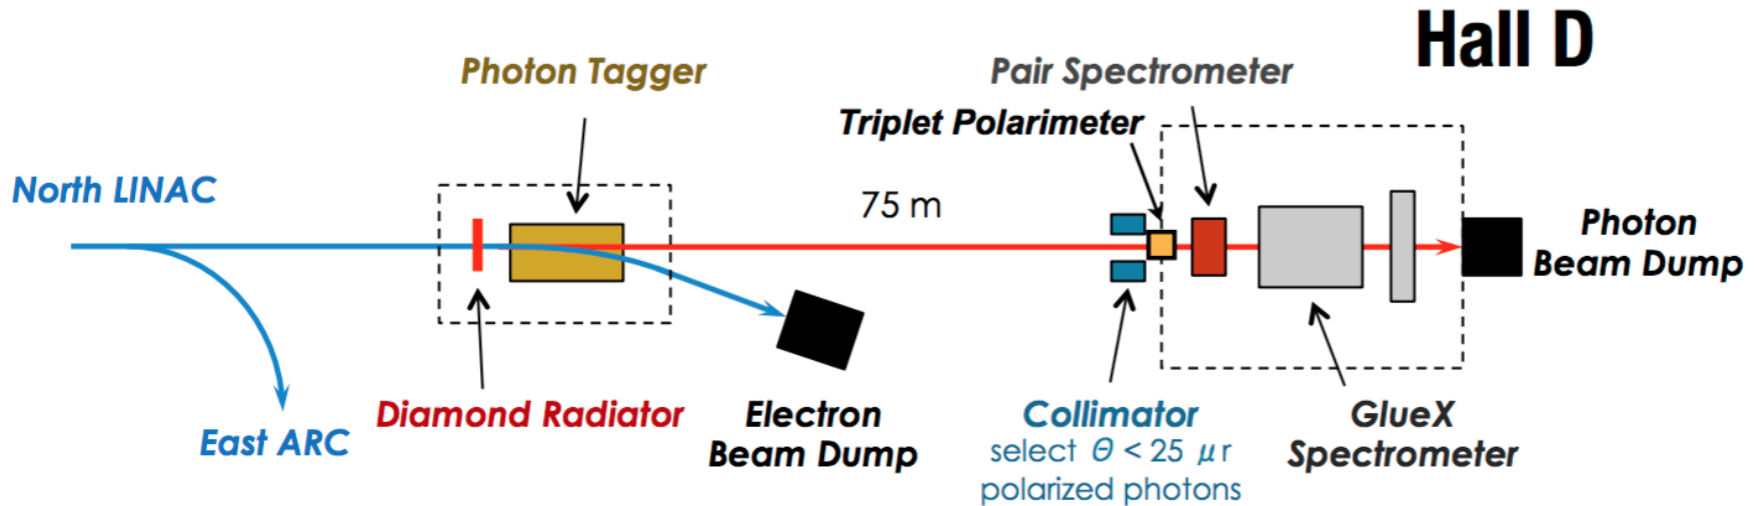 Hall D
Photon Tagger
Pair Spectrometer
Triplet Polarimeter
North LINAC
75 m
Photon
Beam Dump
East ARC
Diamond Radiator
Electron
Beam Dump
Collimator
select θ < 25 μr
polarized photons
GlueX
Spectrometer